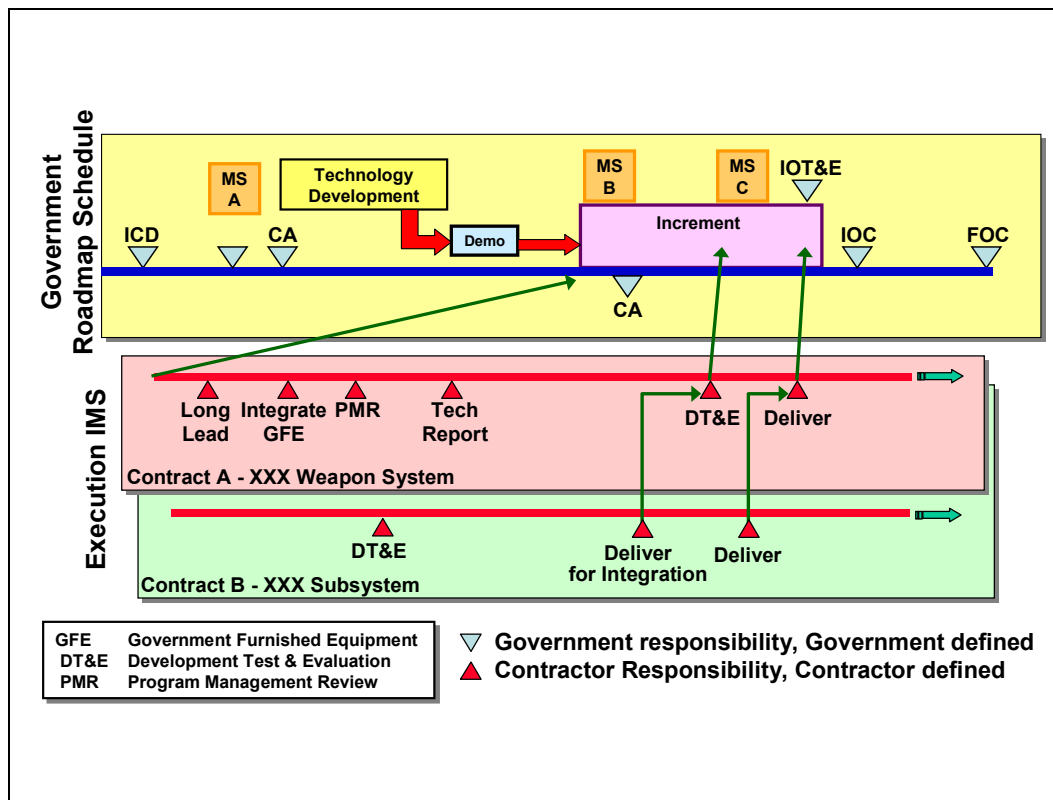 Government
Roadmap Schedule
MS
A
Technology
Development
MS
B
MS
C
IOT&E
ICD
CA
Demo
Increment
IOC
FOC
CA
Execution IMS
Long
Lead
Integrate
GFE
PMR
Tech
Report
DT&E
Deliver
Contract A - XXX Weapon System
DT&E
Deliver
for Integration
Deliver
Contract B - XXX Subsystem
GFE Government Furnished Equipment
DT&E Development Test & Evaluation
PMR Program Management Review
Government responsibility, Government defined
Contractor Responsibility, Contractor defined